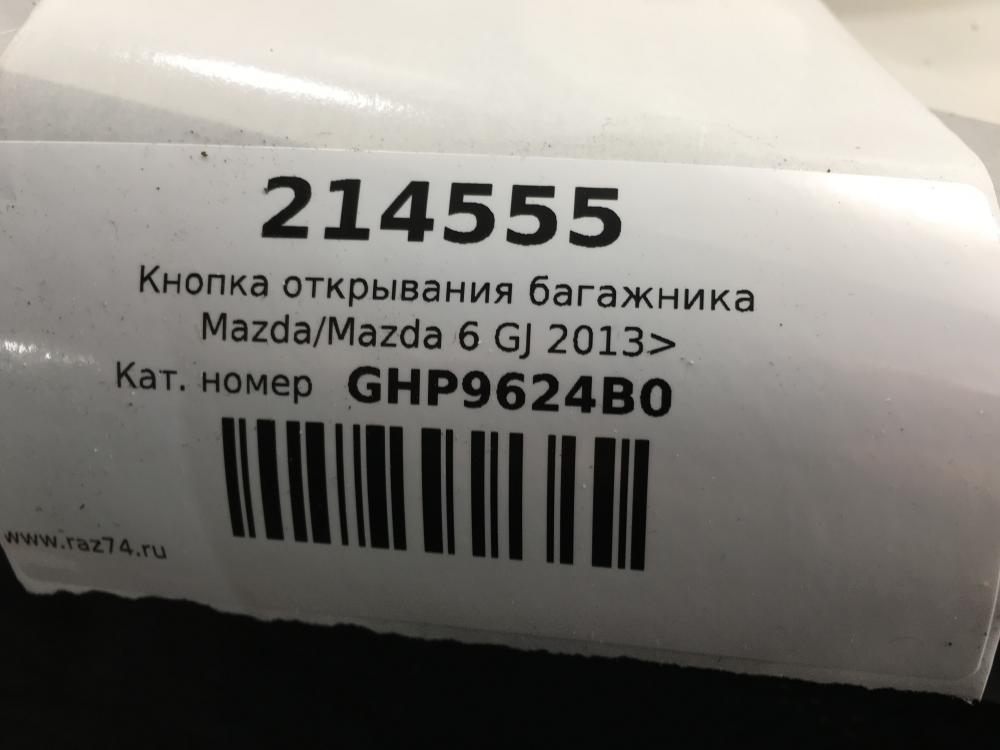 214555
Кнопка открывания багажника
Mazda/Mazda 6 GJ 2013>
Кат. номер GHP9624B0
www.raz74.ru